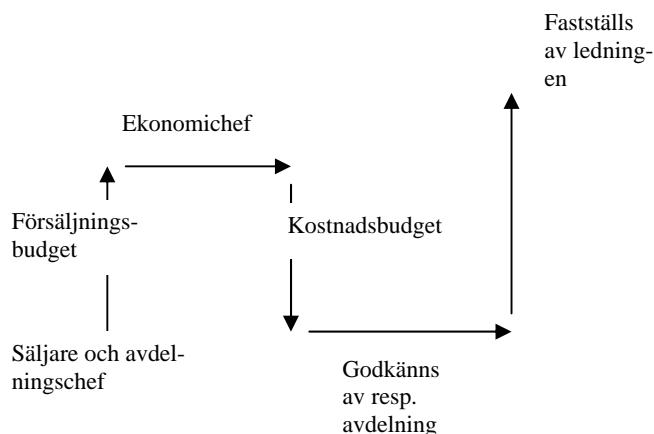 Fastställs
av ledning-
en
Ekonomichef
Försäljnings-
budget
Kostnadsbudget
Säljare och avdel-
ningschef
Godkänns
av resp.
avdelning